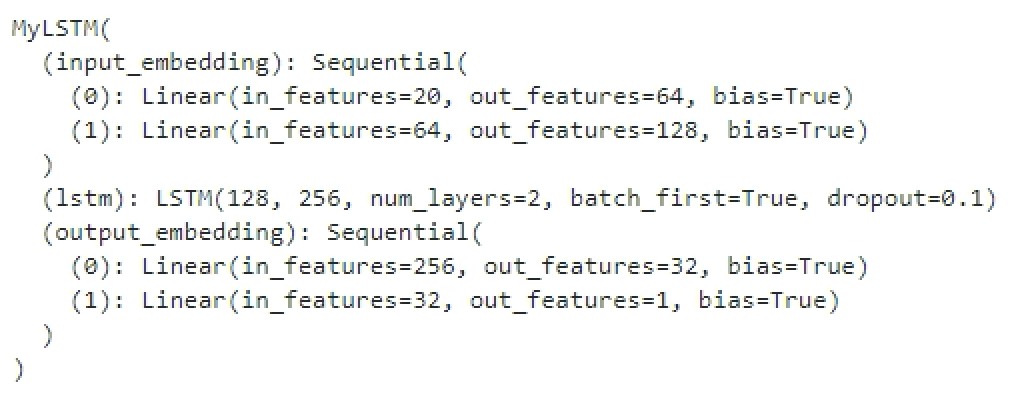 MyLSTM(
  (input_embedding): Sequential(
    (0): Linear(in_features=20, out_features=64, bias=True)
    (1): Linear(in_features=64, out_features=128, bias=True)
  )
  (lstm): LSTM(128, 256, num_layers=2, batch_first=True, dropout=0.1)
  (output_embedding): Sequential(
    (0): Linear(in_features=256, out_features=32, bias=True)
    (1): Linear(in_features=32, out_features=1, bias=True)
  )
)